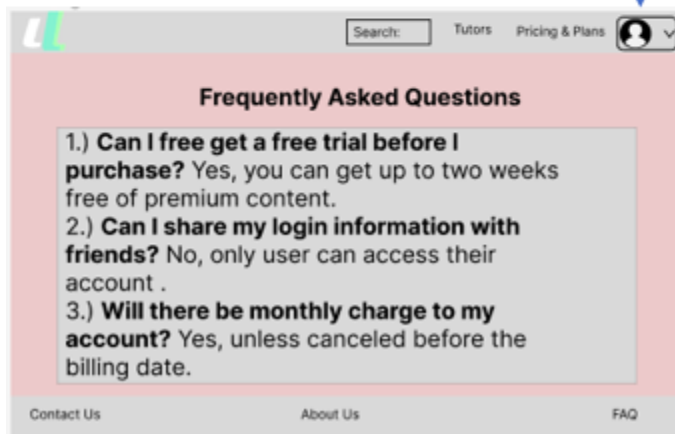 Search:
Tutors
Pricing & Plans
Frequently Asked Questions
1.) Can I free get a free trial before I
purchase? Yes, you can get up to two weeks
free of premium content.
2.) Can I share my login information with
friends? No, only user can access their
account .
3.) Will there be monthly charge to my
account? Yes, unless canceled before the
billing date.
Contact Us
About Us
FAQ